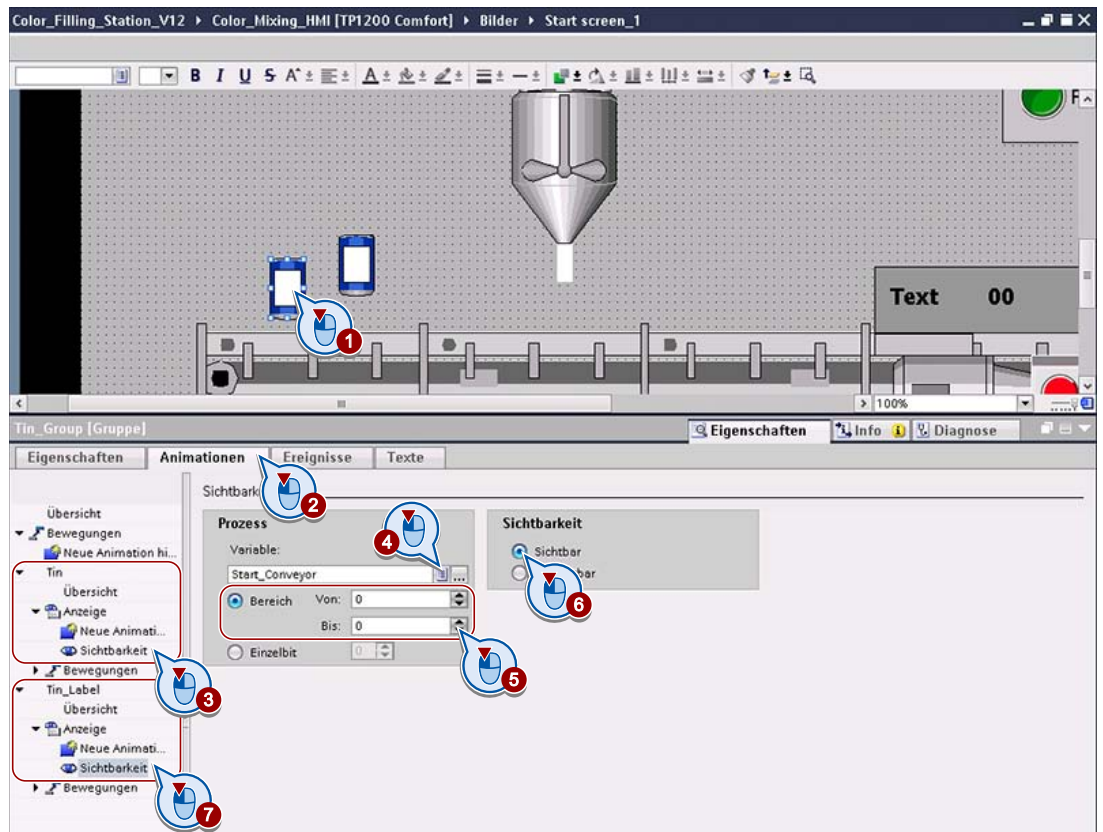 Color_Filling_Station_V12 ▸ Color_Mixing_HMI [TP1200 Comfort] ▸ Bilder ▸ Start screen_1
B I U S A A
F
1
Text 00
100%
Tin_Group [Gruppe]
Eigenschaften Info Diagnose
Eigenschaften Animationen Ereignisse Texte
2
Übersicht
Bewegungen
Neue Animation hi...
Tin
Übersicht
Anzeige
Neue Animati...
Sichtbarkeit
Bewegungen
3
Tin_Label
Übersicht
Anzeige
Neue Animati...
Sichtbarkeit
Bewegungen
7
Prozess
4
Variable:
Start_Conveyor ...
Bereich Von: 0
Bis: 0
5
Einzelbit 0
Sichtbarkeit
Sichtbar
6